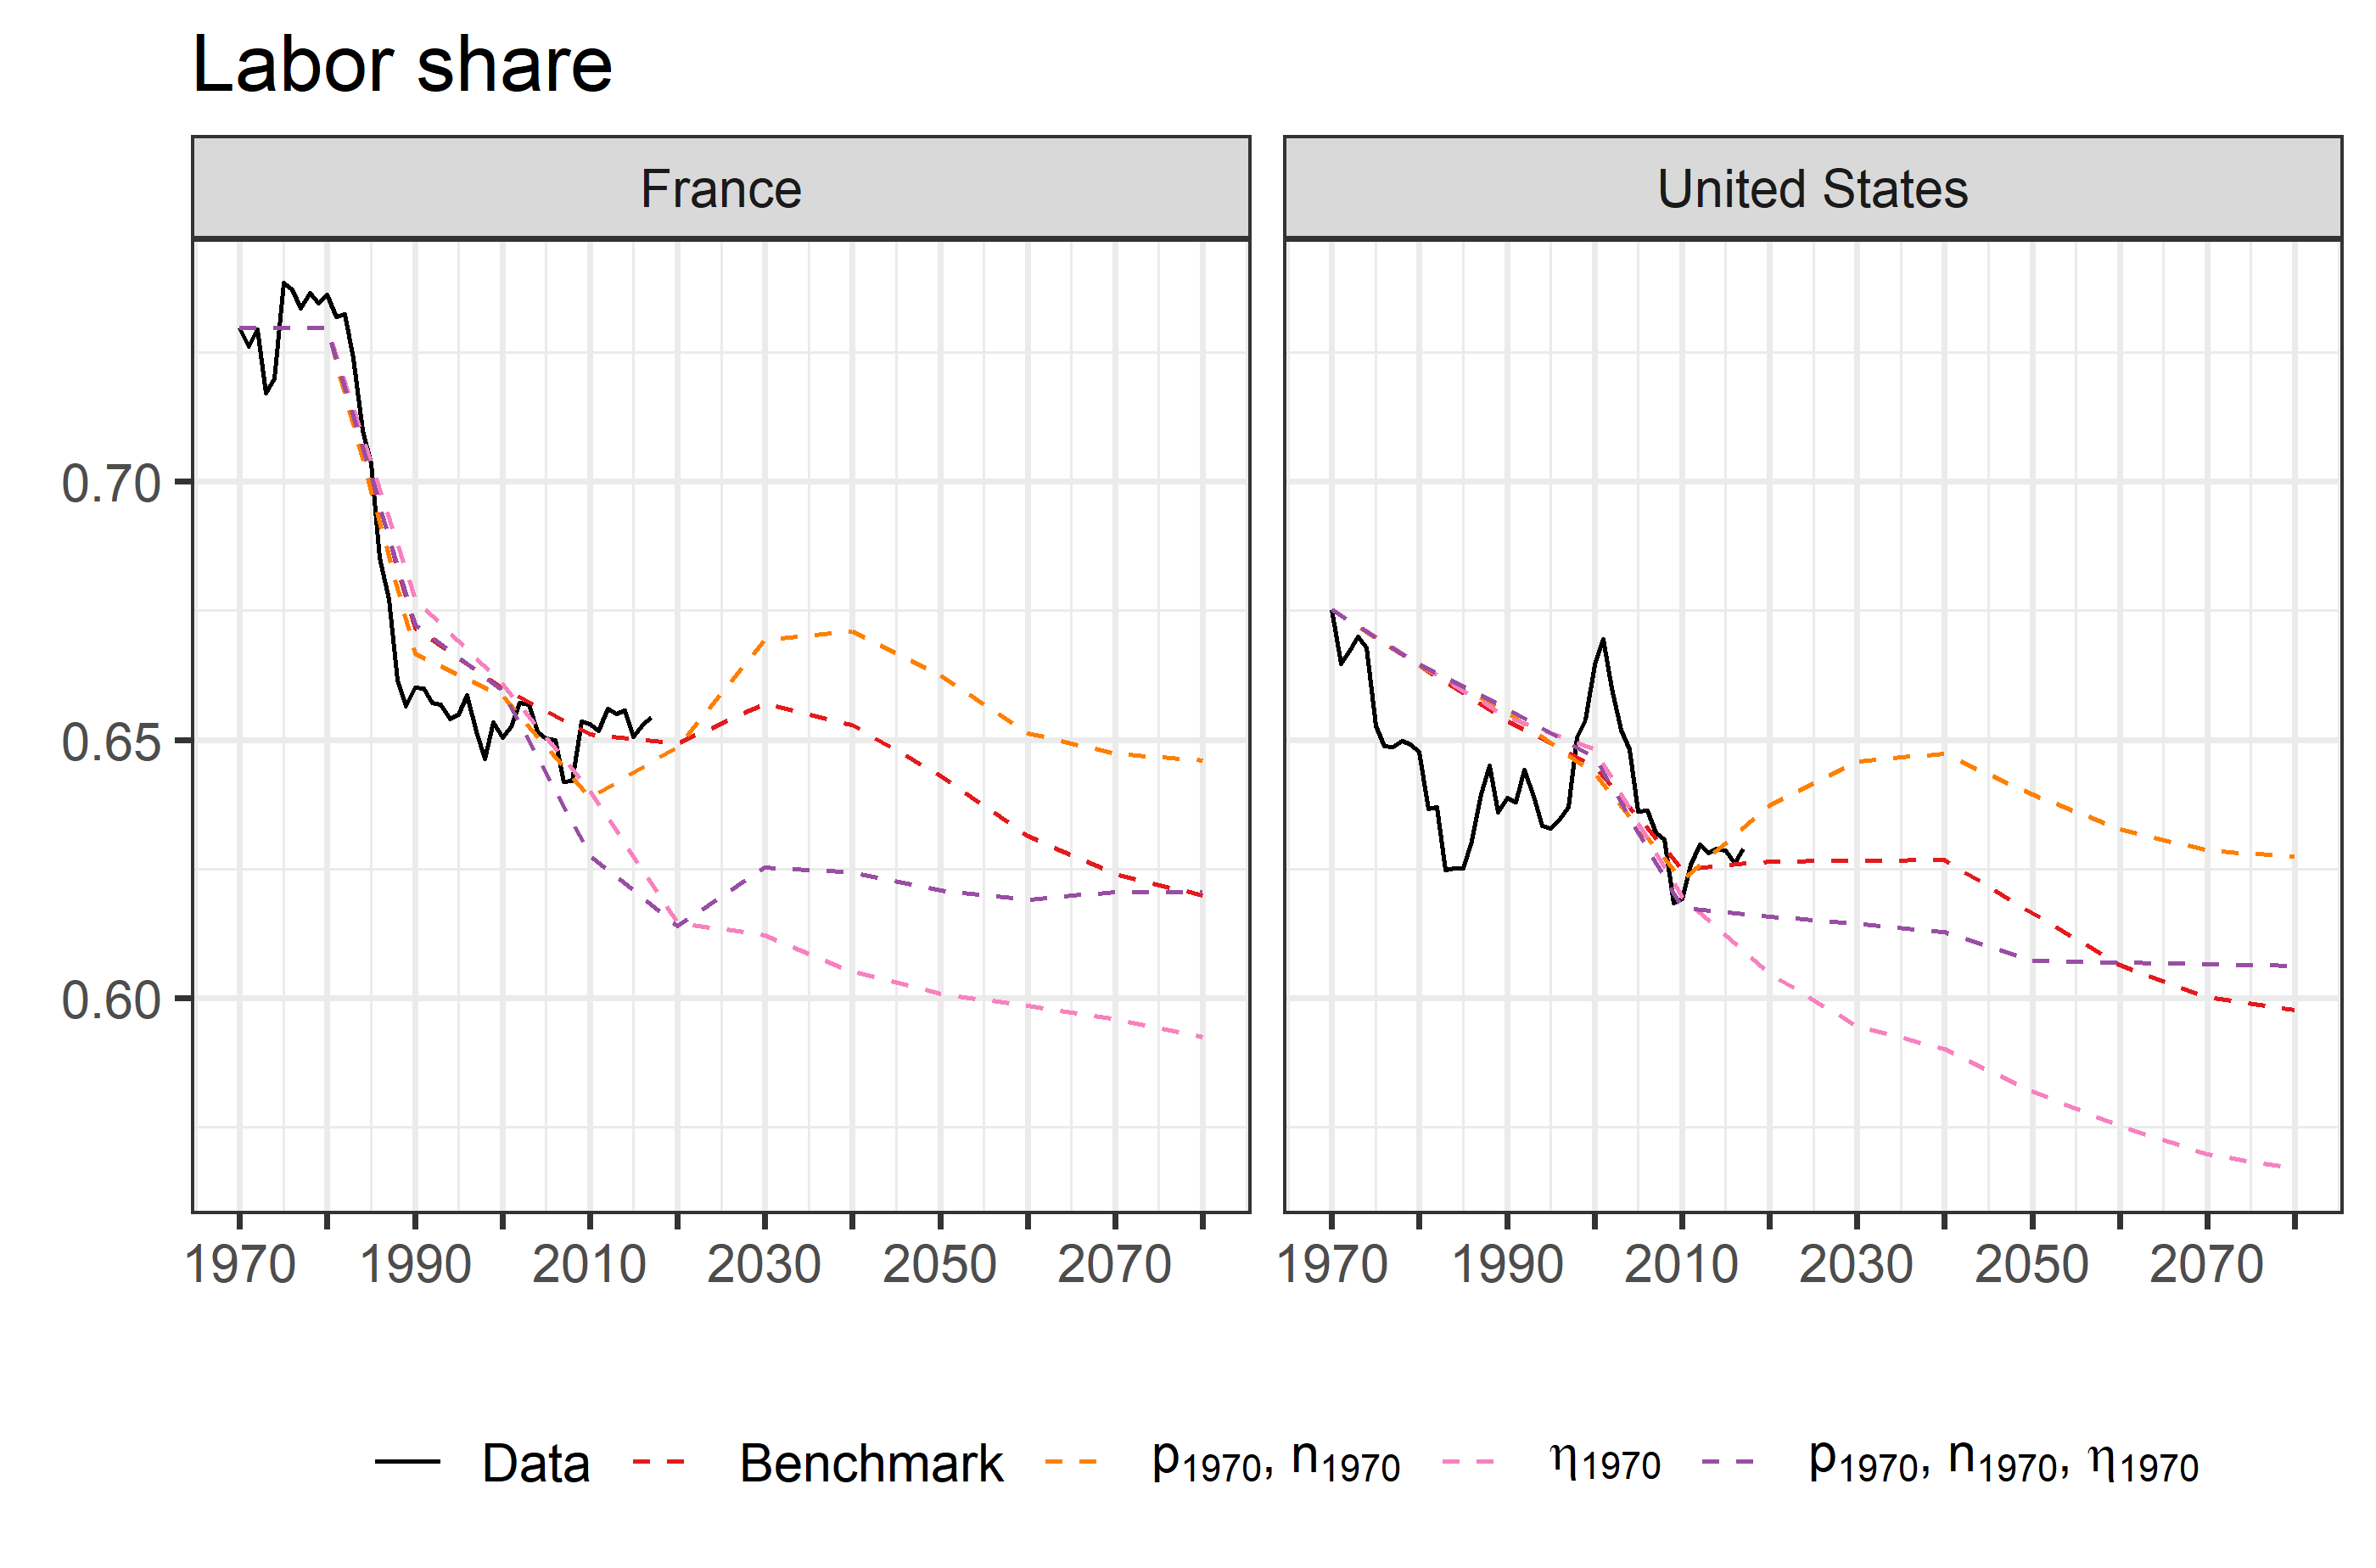 Labor share
France United States
0.70
0.65
0.60
1970 1990 2010 2030 2050 2070 1970 1990 2010 2030 2050 2070
Data Benchmark p₁₉₇₀, n₁₉₇₀ η₁₉₇₀ p₁₉₇₀, n₁₉₇₀, η₁₉₇₀